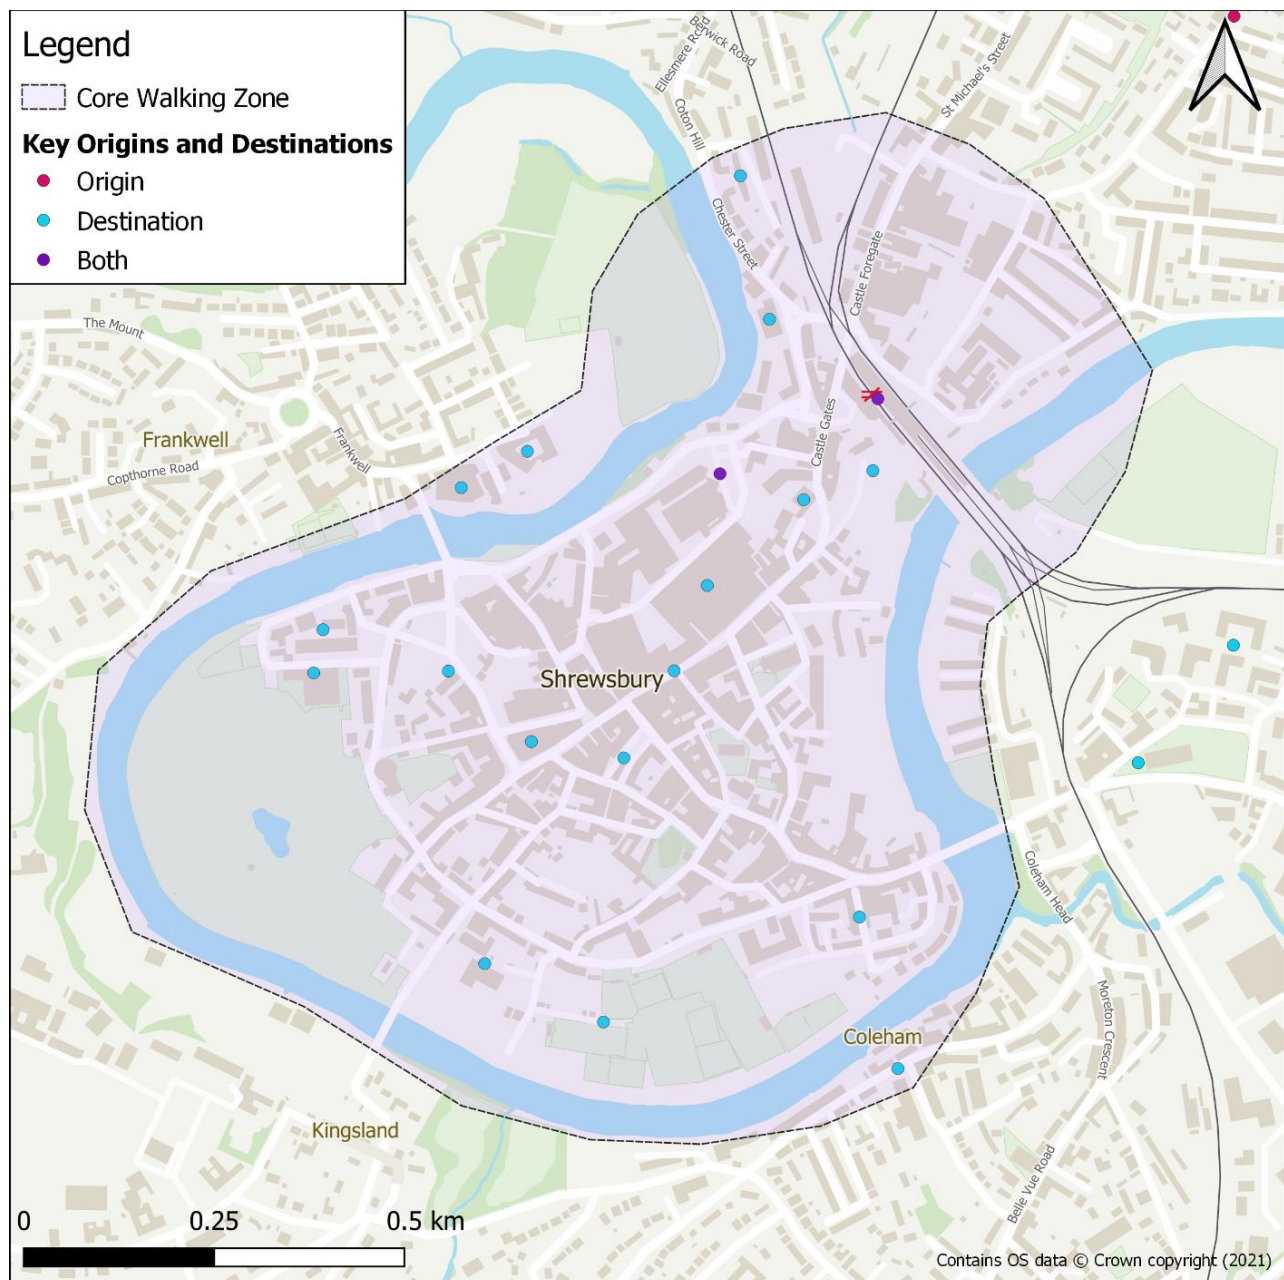 Legend
Core Walking Zone
Key Origins and Destinations
Origin
Destination
Both
Ellesmere Road
Berwick Road
St Michael's Street
Coton Hill
Chester Street
Castle Foregate
The Mount
Frankwell
Copthorne Road
Frankwell
Castle Gates
Shrewsbury
Coleham Head
Moreton Crescent
Coleham
Kingsland
Belle Vue Road
0 0.25 0.5 km
Contains OS data © Crown copyright (2021)